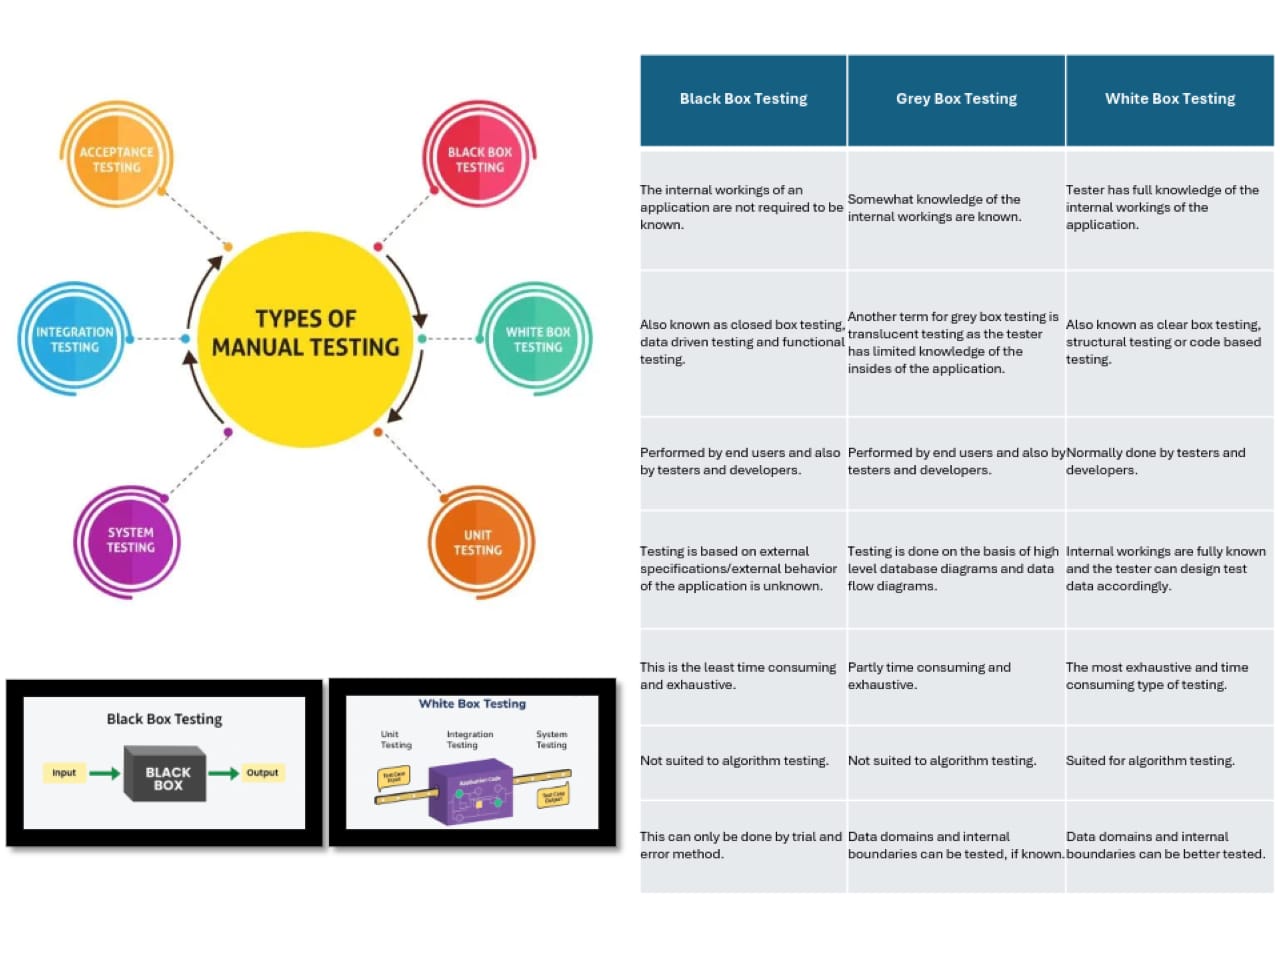 ACCEPTANCE
TESTING
BLACK BOX
TESTING
INTEGRATION
TESTING
TYPES OF
MANUAL TESTING
WHITE BOX
TESTING
SYSTEM
TESTING
UNIT
TESTING
Black Box Testing
Input
BLACK
BOX
Output
White Box Testing
Unit
Testing
Integration
Testing
System
Testing
Test Case
Input
Application Code
Test Case
Output
Black Box Testing
Grey Box Testing
White Box Testing
The internal workings of an
application are not required to be
known.
Somewhat knowledge of the
internal workings are known.
Tester has full knowledge of the
internal workings of the
application.
Also known as closed box testing,
data driven testing and functional
testing.
Another term for grey box testing is
translucent testing as the tester
has limited knowledge of the
insides of the application.
Also known as clear box testing,
structural testing or code based
testing.
Performed by end users and also
by testers and developers.
Performed by end users and also by
testers and developers.
Normally done by testers and
developers.
Testing is based on external
specifications/external behavior
of the application is unknown.
Testing is done on the basis of high
level database diagrams and data
flow diagrams.
Internal workings are fully known
and the tester can design test
data accordingly.
This is the least time consuming
and exhaustive.
Partly time consuming and
exhaustive.
The most exhaustive and time
consuming type of testing.
Not suited to algorithm testing.
Not suited to algorithm testing.
Suited for algorithm testing.
This can only be done by trial and
error method.
Data domains and internal
boundaries can be tested, if known.
Data domains and internal
boundaries can be better tested.